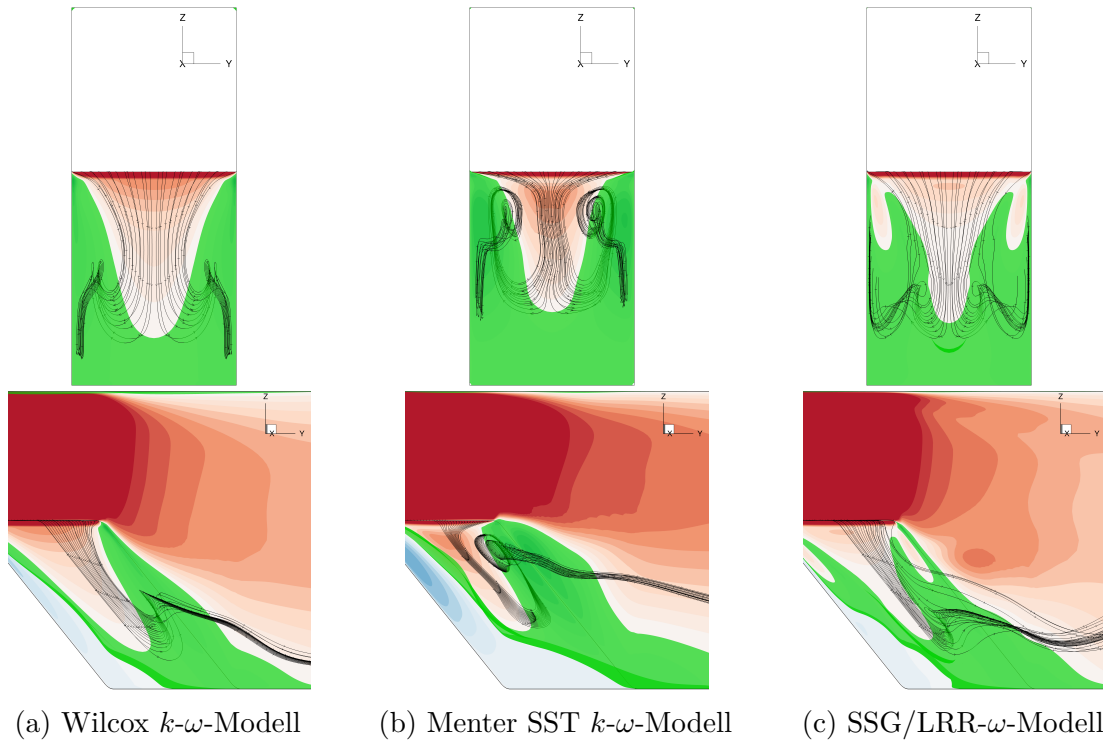 Z
X
Y
Z
X
Y
Z
X
Y
Z
X
Y
Z
X
Y
Z
X
Y
(a) Wilcox k-ω-Modell
(b) Menter SST k-ω-Modell
(c) SSG/LRR-ω-Modell